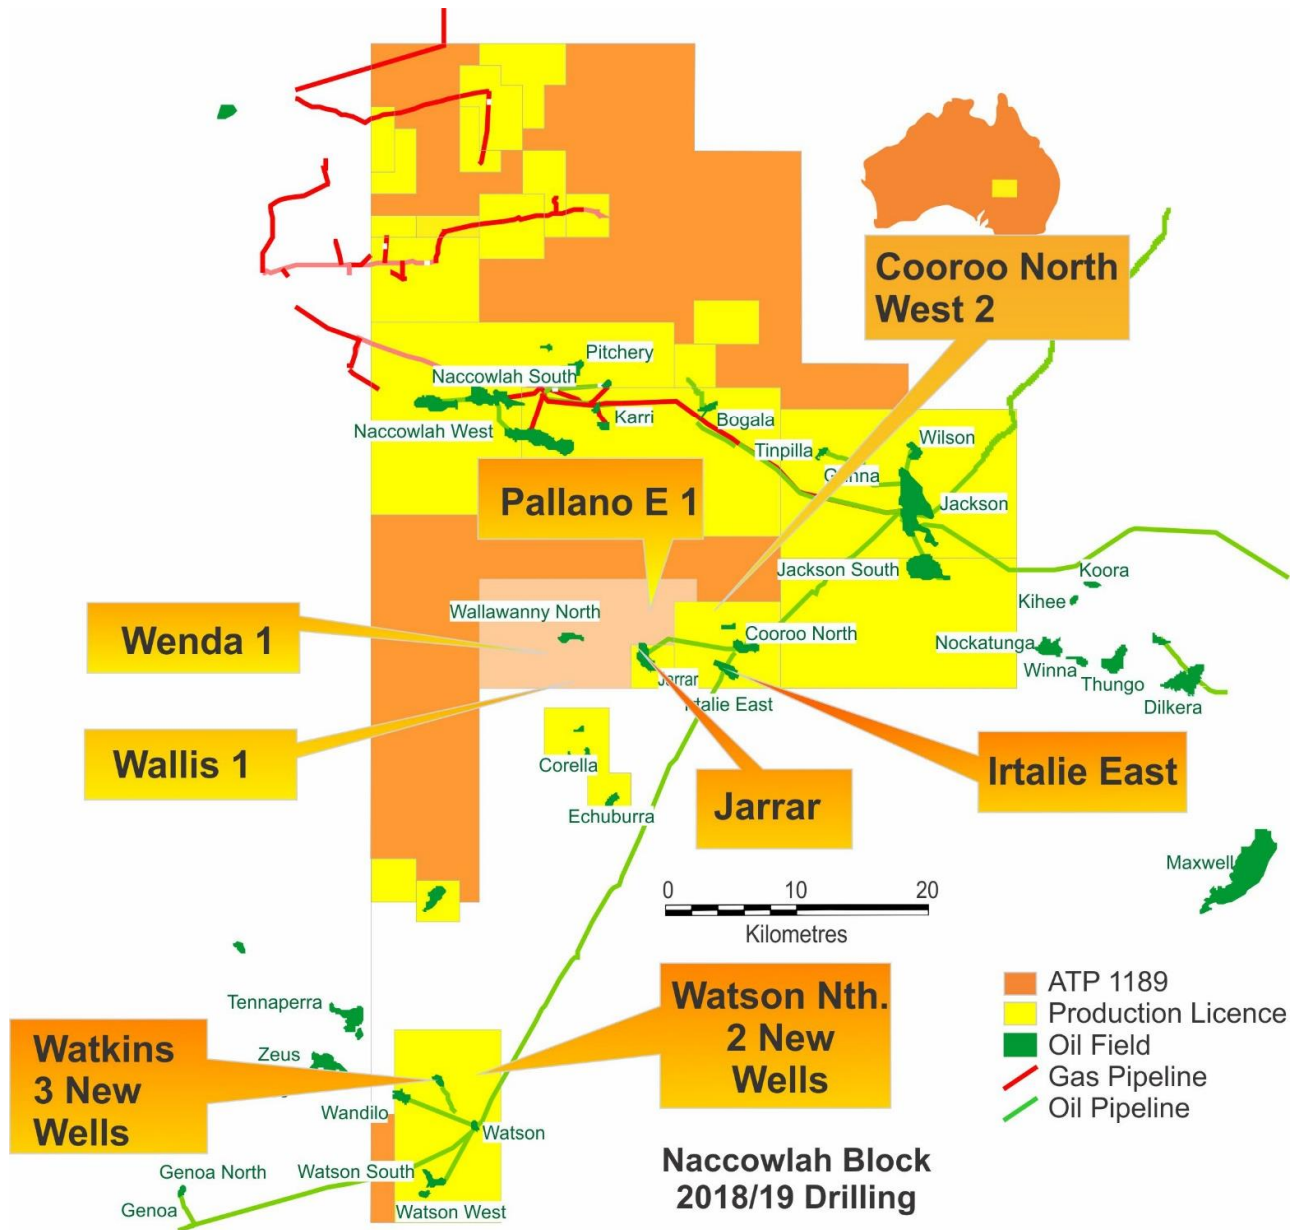 Cooroo North
West 2
Pitchery
Naccowlah South
Karri
Bogala
Naccowlah West
Tinpilla
Wilson
Pallano E 1
Jackson
Jackson South
Koora
Kihee
Wallawanny North
Wenda 1
Cooroo North
Nockatunga
Winna
Thungo
Dilkera
Jarrar
Irtalie East
Wallis 1
Corella
Echuburra
Jarrar
Irtalie East
Maxwell
0 10 20
Kilometres
ATP 1189
Production Licence
Oil Field
Gas Pipeline
Oil Pipeline
Tennaperra
Zeus
Watkins
3 New
Wells
Watson Nth.
2 New
Wells
Wandilo
Watson
Watson South
Genoa North
Genoa
Watson West
Naccowlah Block
2018/19 Drilling